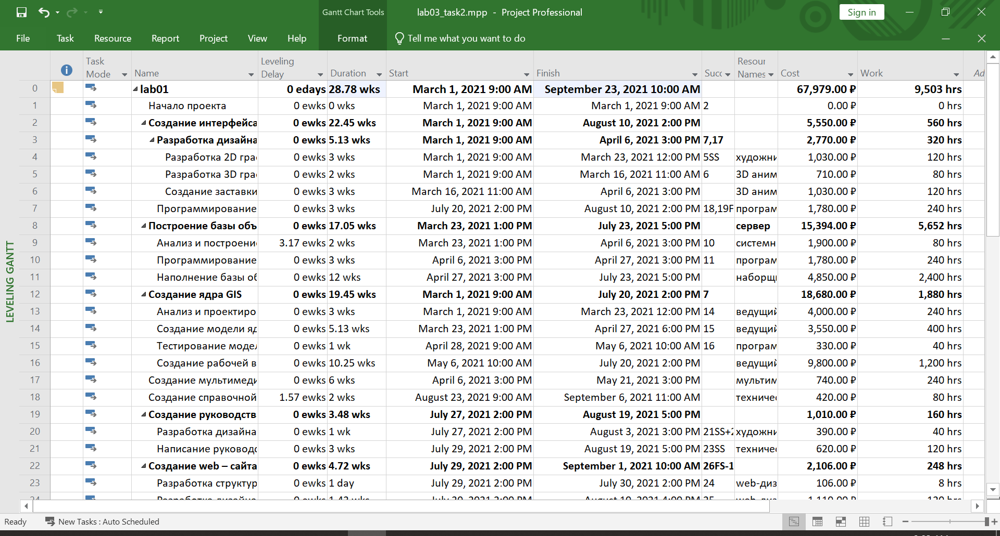 Gantt Chart Tools
lab03_task2.mpp - Project Professional
Sign in
File Task Resource Report Project View Help Format Tell me what you want to do
Task Mode Name Leveling Delay Duration Start Finish Succ Resour Names Cost Work Ad
0 lab01 0 edays 28.78 wks March 1, 2021 9:00 AM September 23, 2021 10:00 AM 67,979.00 ₽ 9,503 hrs
1 Начало проекта 0 ewks 0 wks March 1, 2021 9:00 AM March 1, 2021 9:00 AM 2 0.00 ₽ 0 hrs
2 Создание интерфейса 0 ewks 22.45 wks March 1, 2021 9:00 AM August 10, 2021 2:00 PM 5,550.00 ₽ 560 hrs
3 Разработка дизайна 0 ewks 5.13 wks March 1, 2021 9:00 AM April 6, 2021 3:00 PM 7,17 2,770.00 ₽ 320 hrs
4 Разработка 2D гра 0 ewks 3 wks March 1, 2021 9:00 AM March 23, 2021 12:00 PM 5SS художни 1,030.00 ₽ 120 hrs
5 Разработка 3D гра 0 ewks 2 wks March 1, 2021 9:00 AM March 16, 2021 11:00 AM 6 3D аним 710.00 ₽ 80 hrs
6 Создание заставки 0 ewks 3 wks March 16, 2021 11:00 AM April 6, 2021 3:00 PM 3D аним 1,030.00 ₽ 120 hrs
7 Программирование 0 ewks 3 wks July 20, 2021 2:00 PM August 10, 2021 2:00 PM 18,19F програм 1,780.00 ₽ 240 hrs
8 Построение базы объ 0 ewks 17.05 wks March 23, 2021 1:00 PM July 23, 2021 5:00 PM сервер 15,394.00 ₽ 5,652 hrs
9 Анализ и построени 3.17 ewks 2 wks March 23, 2021 1:00 PM April 6, 2021 3:00 PM 10 системн 1,900.00 ₽ 80 hrs
10 Программирование 0 ewks 3 wks April 6, 2021 3:00 PM April 27, 2021 3:00 PM 11 програм 1,780.00 ₽ 240 hrs
11 Наполнение базы об 0 ewks 12 wks April 27, 2021 3:00 PM July 23, 2021 5:00 PM наборщ 4,850.00 ₽ 2,400 hrs
12 Создание ядра GIS 0 ewks 19.45 wks March 1, 2021 9:00 AM July 20, 2021 2:00 PM 7 18,680.00 ₽ 1,880 hrs
13 Анализ и проектиро 0 ewks 3 wks March 1, 2021 9:00 AM March 23, 2021 12:00 PM 14 ведущий 4,000.00 ₽ 240 hrs
14 Создание модели яд 0 ewks 5.13 wks March 23, 2021 1:00 PM April 27, 2021 6:00 PM 15 ведущий 3,550.00 ₽ 400 hrs
15 Тестирование модел 0 ewks 1 wk April 28, 2021 9:00 AM May 6, 2021 10:00 AM 16 програм 330.00 ₽ 40 hrs
16 Создание рабочей в 0 ewks 10.25 wks May 6, 2021 10:00 AM July 20, 2021 2:00 PM ведущий 9,800.00 ₽ 1,200 hrs
17 Создание мультимеди 0 ewks 6 wks April 6, 2021 3:00 PM May 21, 2021 3:00 PM мультим 740.00 ₽ 240 hrs
18 Создание справочной 1.57 ewks 2 wks August 23, 2021 9:00 AM September 6, 2021 11:00 AM техниче 420.00 ₽ 80 hrs
19 Создание руководств 0 ewks 3.48 wks July 27, 2021 2:00 PM August 19, 2021 5:00 PM 1,010.00 ₽ 160 hrs
20 Разработка дизайна 0 ewks 1 wk July 27, 2021 2:00 PM August 3, 2021 3:00 PM 21SS+2 художни 390.00 ₽ 40 hrs
21 Написание руковод 0 ewks 3 wks July 29, 2021 2:00 PM August 19, 2021 5:00 PM 23SS техниче 620.00 ₽ 120 hrs
22 Создание web – сайта 0 ewks 4.72 wks July 29, 2021 2:00 PM September 1, 2021 10:00 AM 26FS-1 2,106.00 ₽ 248 hrs
23 Разработка структур 0 ewks 1 day July 29, 2021 2:00 PM July 30, 2021 2:00 PM 24 web-диз 106.00 ₽ 8 hrs
LEVELING GANTT
Ready New Tasks : Auto Scheduled